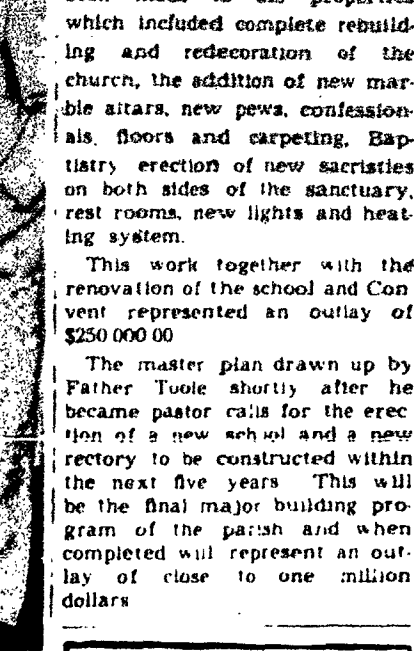 to properties
which included complete rebuild-
ing and redecoration of the
church, the addition of new mar-
ble altars, new pews, confession-
als, floors and carpeting, Bap-
tistry erection of new sacristies
on both sides of the sanctuary,
rest rooms, new lights and heat-
ing system.
This work together with the
renovation of the school and Con
vent represented an outlay of
$250 000 00
The master plan drawn up by
Father Toole shortly after he
became pastor calls for the erec
tion of a new school and a new
rectory to be constructed within
the next five years This will
be the final major building pro-
gram of the parish and when
completed will represent an out-
lay of close to one million
dollars